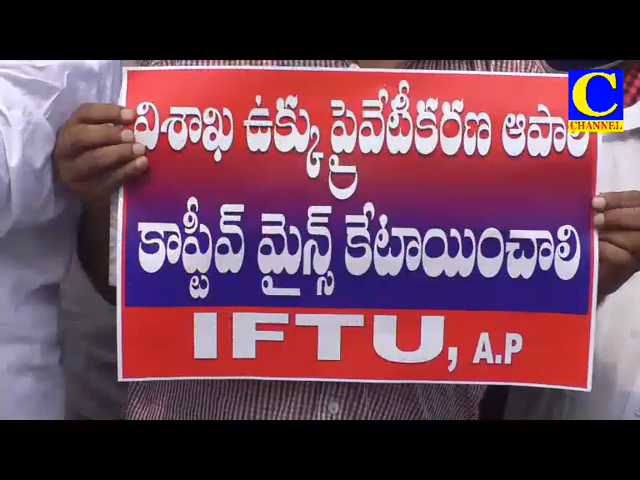 విశాఖ ఉక్కు ప్రైవేటీకరణ ఆపాలి
కాప్టీవ్ మైన్స్ కేటాయించాలి
IFTU, A.P
C
CHANNEL